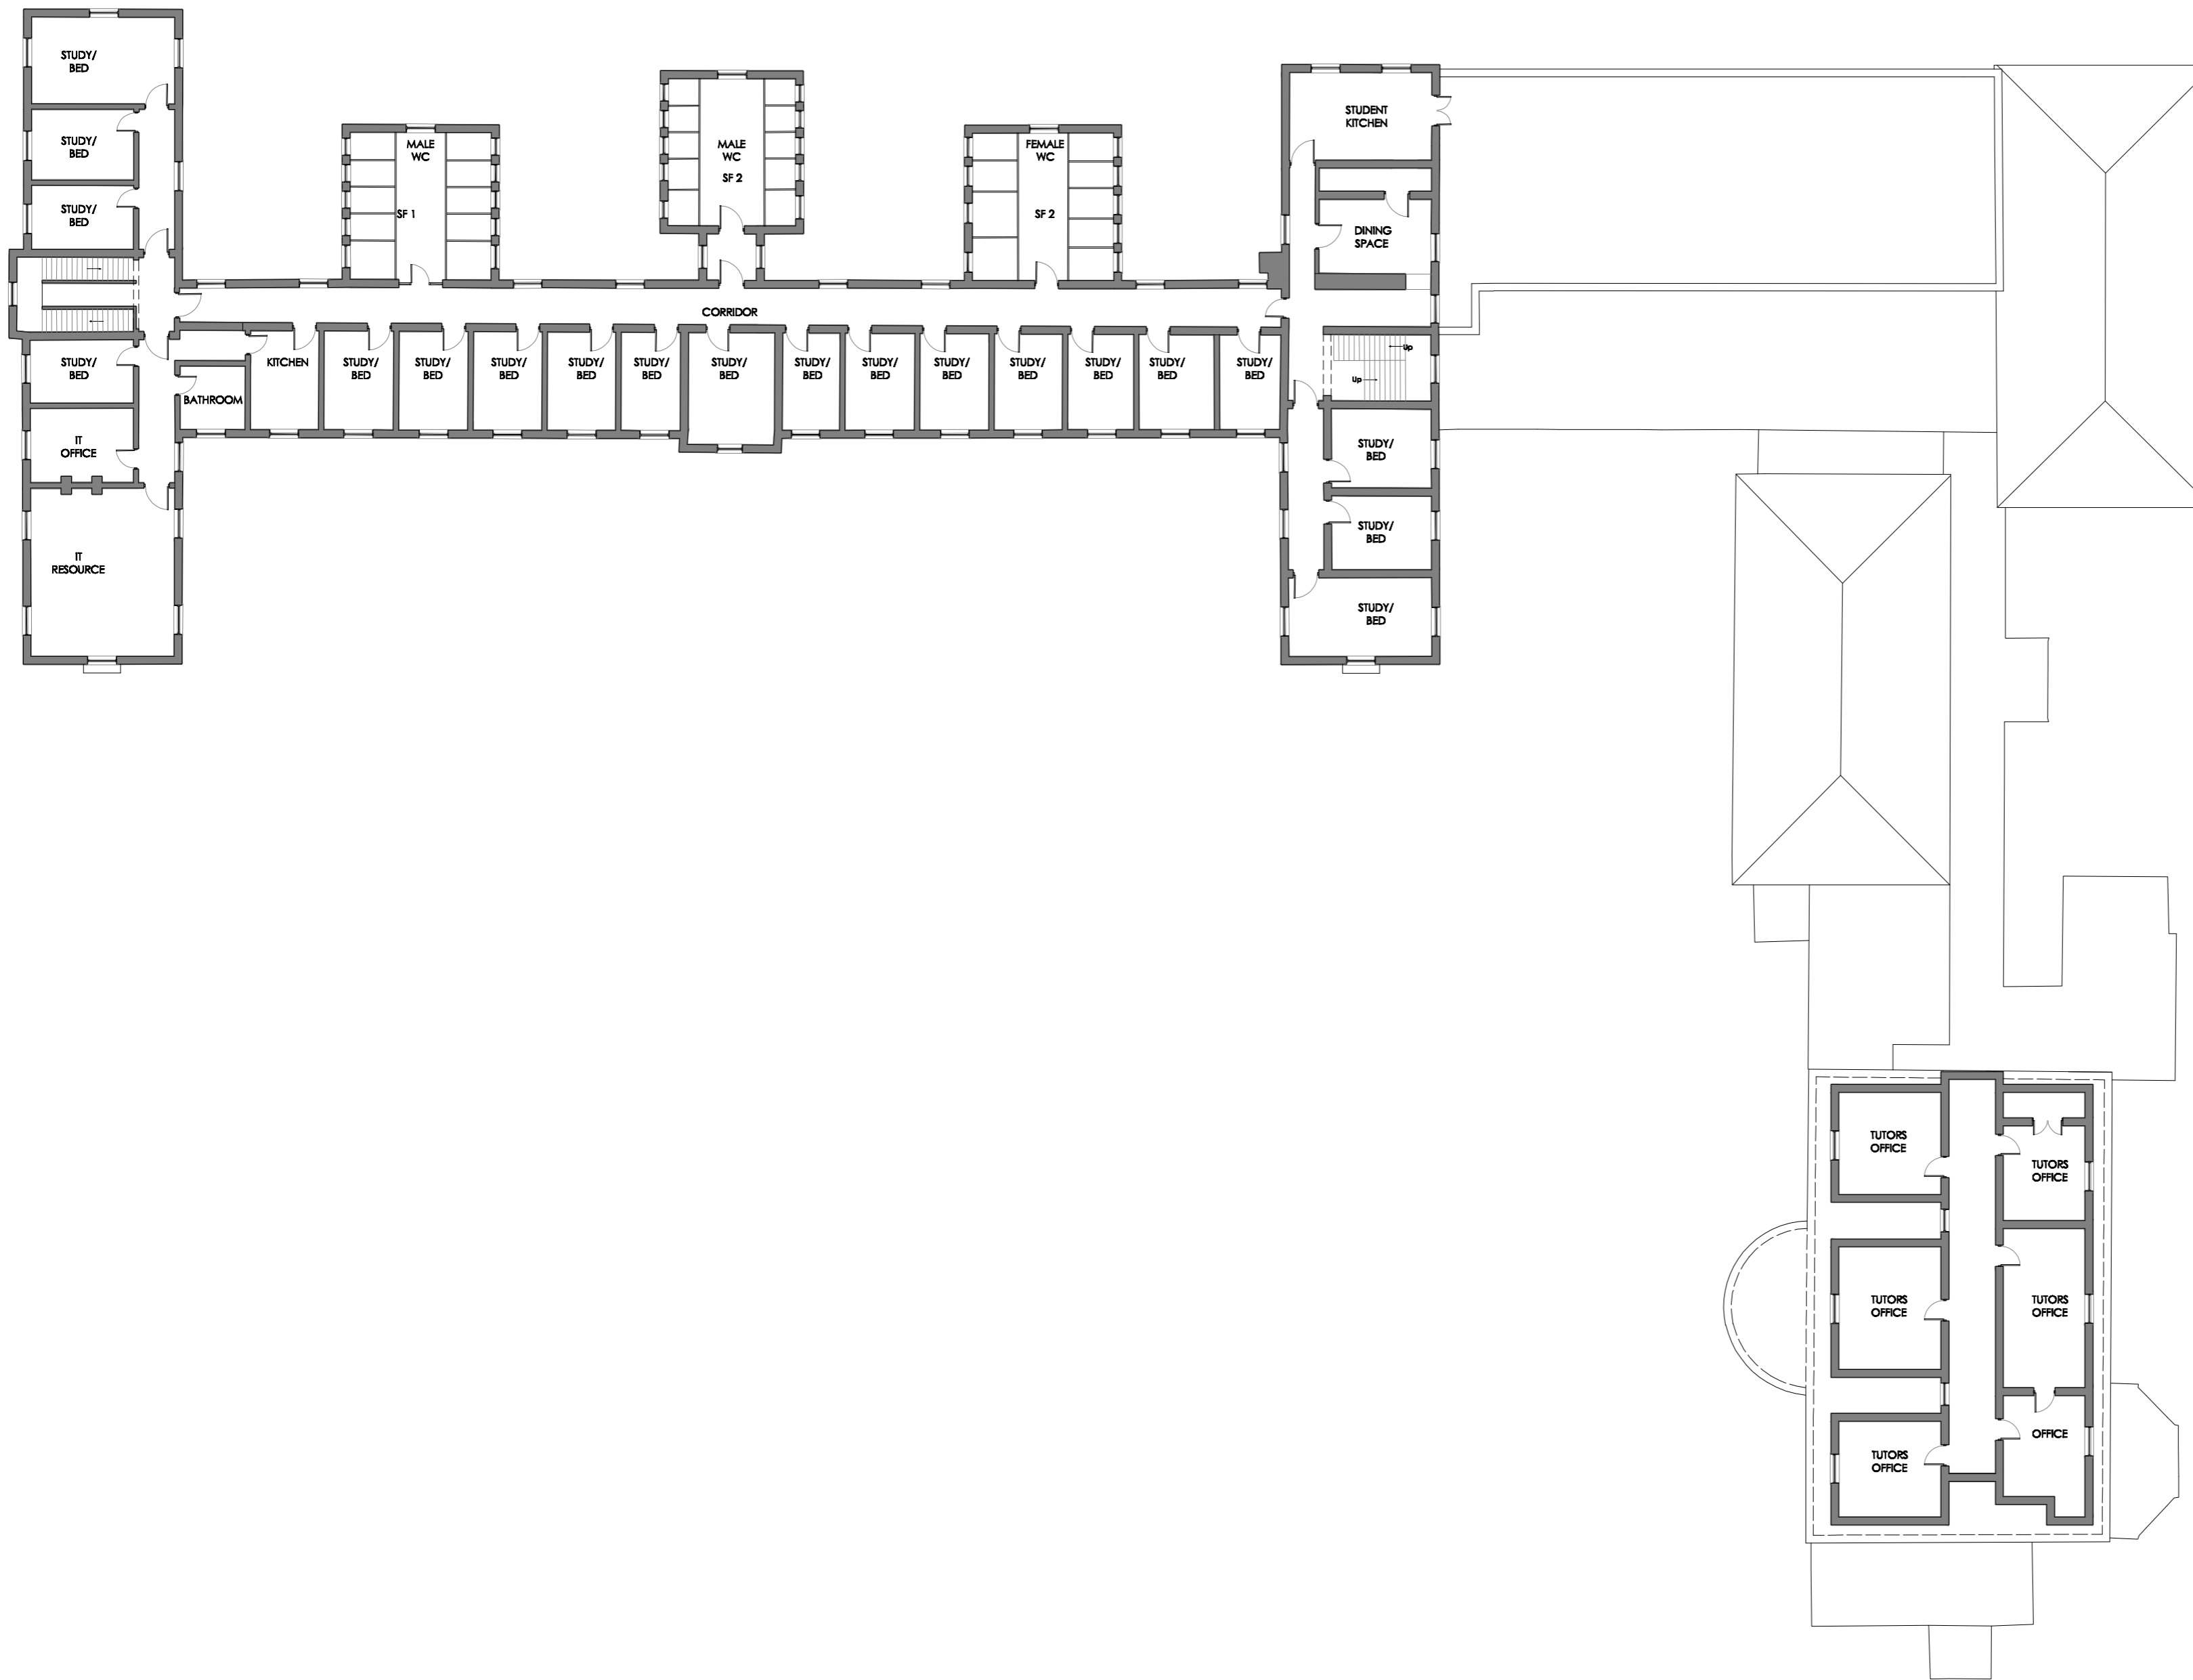 STUDY/
BED
STUDY/
BED
STUDY/
BED
MALE
WC
SF 1
MALE
WC
SF 2
FEMALE
WC
SF 2
STUDENT
KITCHEN
DINING
SPACE
CORRIDOR
STUDY/
BED
IT
OFFICE
IT
RESOURCE
BATHROOM
KITCHEN
STUDY/
BED
STUDY/
BED
STUDY/
BED
STUDY/
BED
STUDY/
BED
STUDY/
BED
STUDY/
BED
STUDY/
BED
STUDY/
BED
STUDY/
BED
STUDY/
BED
STUDY/
BED
STUDY/
BED
Up
Up
STUDY/
BED
STUDY/
BED
STUDY/
BED
TUTORS
OFFICE
TUTORS
OFFICE
TUTORS
OFFICE
TUTORS
OFFICE
OFFICE
TUTORS
OFFICE